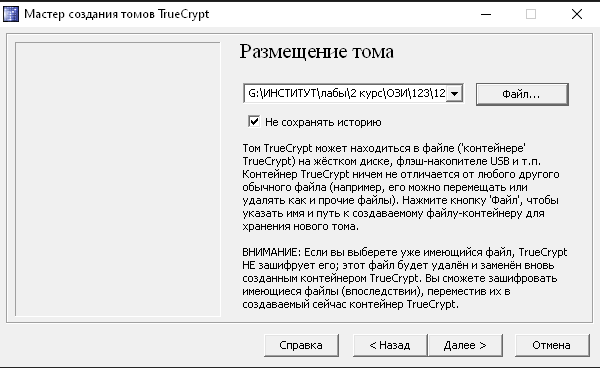 Мастер создания томов TrueCrypt
Размещение тома
G:\ИНСТИТУТ\лабы\2 курс\ОЗИ\123\12
Файл...
Не сохранять историю
Том TrueCrypt может находиться в файле ('контейнере'
TrueCrypt) на жёстком диске, флэш-накопителе USB и т.п.
Контейнер TrueCrypt ничем не отличается от любого другого
обычного файла (например, его можно перемещать или
удалять как и прочие файлы). Нажмите кнопку 'Файл', чтобы
указать имя и путь к создаваемому файлу-контейнеру для
хранения нового тома.
ВНИМАНИЕ: Если вы выберете уже имеющийся файл, TrueCrypt
НЕ зашифрует его; этот файл будет удалён и заменён вновь
созданным контейнером TrueCrypt. Вы сможете зашифровать
имеющиеся файлы (впоследствии), переместив их в
создаваемый сейчас контейнер TrueCrypt.
Справка
< Назад
Далее >
Отмена